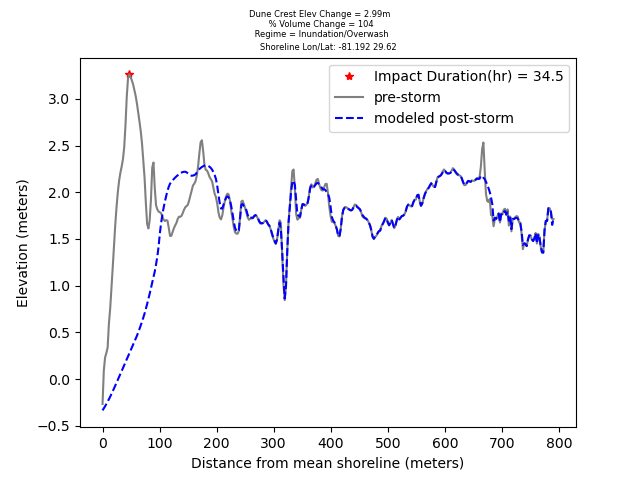 Dune Crest Elev Change = 2.99m
% Volume Change = 104
Regime = Inundation/Overwash
Shoreline Lon/Lat: -81.192 29.62
Impact Duration(hr) = 34.5
pre-storm
modeled post-storm
Elevation (meters)
3.0
2.5
2.0
1.5
1.0
0.5
0.0
−0.5
0 100 200 300 400 500 600 700 800
Distance from mean shoreline (meters)